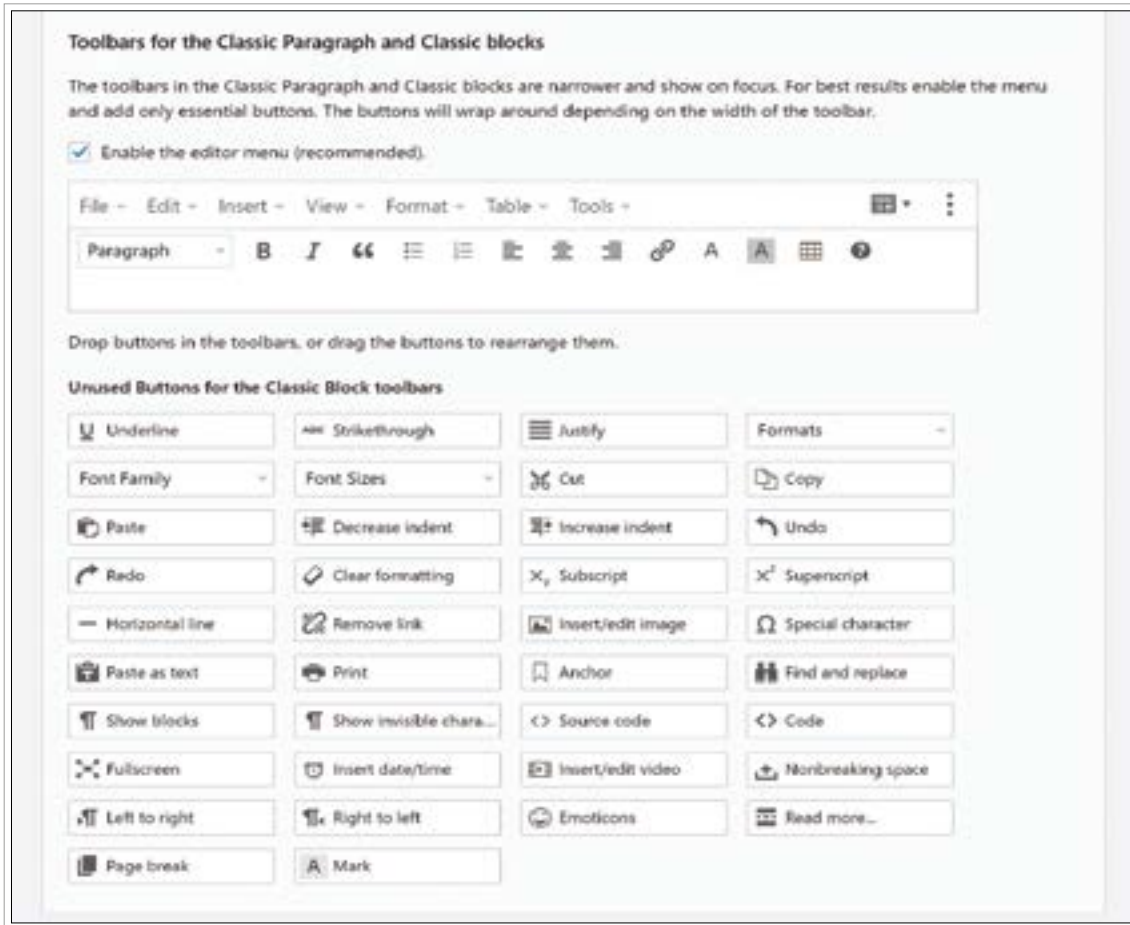 Toolbars for the Classic Paragraph and Classic blocks
The toolbars in the Classic Paragraph and Classic blocks are narrower and show on focus. For best results enable the menu
and add only essential buttons. The buttons will wrap around depending on the width of the toolbar.
Enable the editor menu (recommended).
File Edit Insert View Format Table Tools
Paragraph B I A A
Drop buttons in the toolbars, or drag the buttons to rearrange them.
Unused Buttons for the Classic Block toolbars
U Underline ABC Strikethrough Justify Formats
Font Family Font Sizes Cut Copy
Paste Decrease indent Increase indent Undo
Redo Clear formatting Subscript Superscript
Horizontal line Remove link Insert/edit image Ω Special character
Paste as text Print Anchor Find and replace
¶ Show blocks ¶ Show invisible chara... <> Source code <> Code
Fullscreen Insert date/time Insert/edit video Nonbreaking space
Left to right Right to left Emoticons Read more...
Page break A Mark